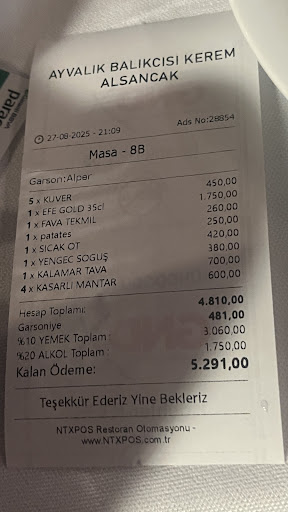 AYVALIK BALIKCISI KEREM
ALSANCAK
27-08-2025 - 21:09 Ads No:28854
Masa - 8B
Garson:Alper
5 x KUVER 450,00
1 x EFE GOLD 35cl 1.750,00
1 x FAVA TEKMIL 260,00
1 x patates 250,00
1 x SICAK OT 420,00
1 x YENGEC SOGUŞ 380,00
1 x KALAMAR TAVA 700,00
4 x KASARLI MANTAR 600,00
Hesap Toplamı: 4.810,00
Garsoniye 481,00
%10 YEMEK Toplam : 3.060,00
%20 ALKOL Toplam : 1.750,00
Kalan Ödeme: 5.291,00
Teşekkür Ederiz Yine Bekleriz
NTXPOS Restoran Otomasyonu -
www.NTXPOS.com.tr